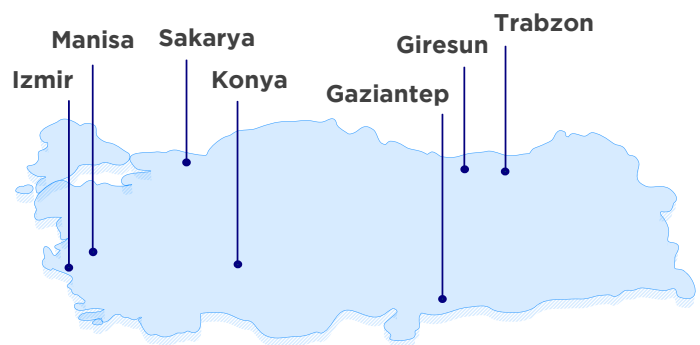 Manisa
Sakarya
Giresun
Trabzon
Izmir
Konya
Gaziantep